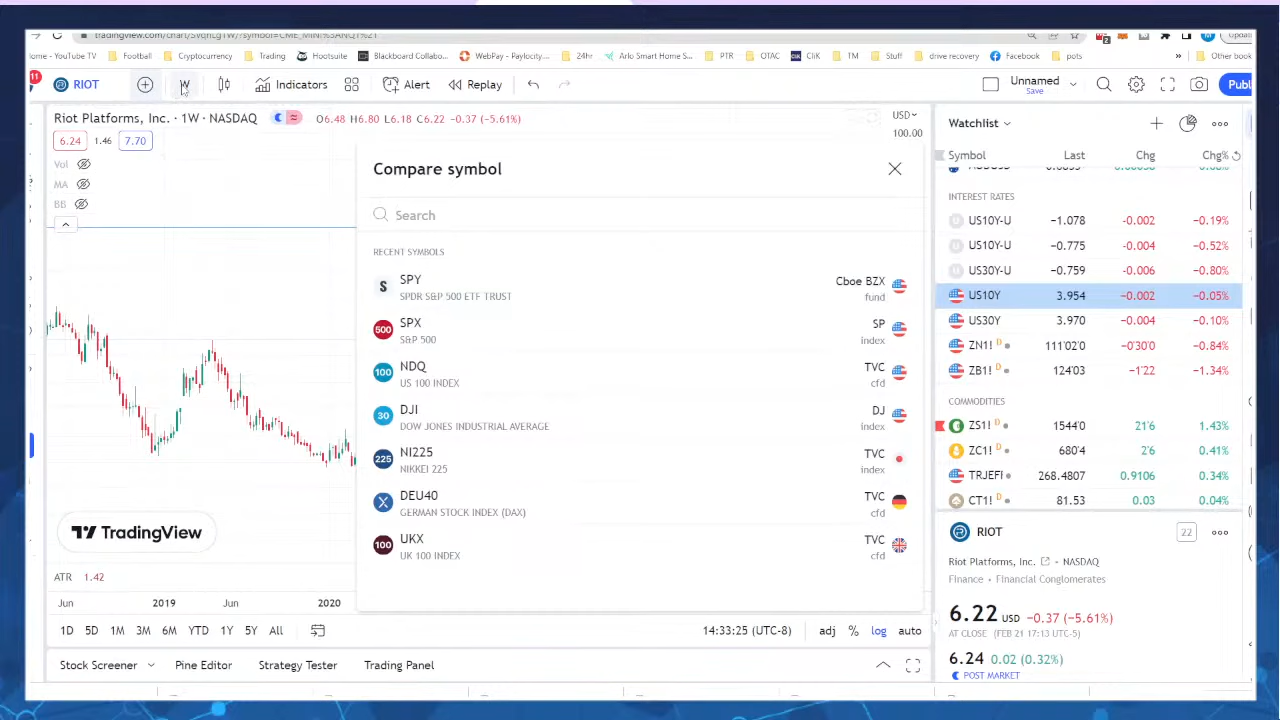 ome - YouTube TV Football Cryptocurrency Trading Hootsuite Blackboard Collabo... WebPay - Paylocity... 24hr Arlo Smart Home S... PTR OTAC CliK TM Stuff drive recovery Facebook pots » Other book
11 RIOT W Indicators Alert Replay Unnamed Save Publ
Riot Platforms, Inc. · 1W · NASDAQ O6.48 H6.80 L6.18 C6.22 -0.37 (-5.61%) USD
6.24 1.46 7.70 100.00
Vol
MA
BB
Compare symbol
Search
RECENT SYMBOLS
S SPY Cboe BZX
SPDR S&P 500 ETF TRUST fund
500 SPX SP
S&P 500 index
100 NDQ TVC
US 100 INDEX cfd
30 DJI DJ
DOW JONES INDUSTRIAL AVERAGE index
225 NI225 TVC
NIKKEI 225 index
X DEU40 TVC
GERMAN STOCK INDEX (DAX) cfd
100 UKX TVC
UK 100 INDEX cfd
TradingView
ATR 1.42
Jun 2019 Jun 2020
1D 5D 1M 3M 6M YTD 1Y 5Y All 14:33:25 (UTC-8) adj % log auto
Stock Screener Pine Editor Strategy Tester Trading Panel
Watchlist
Symbol Last Chg Chg%
INTEREST RATES
U US10Y-U −1.078 -0.002 −0.19%
U US10Y-U −0.775 -0.004 −0.52%
U US30Y-U −0.759 -0.006 −0.80%
US10Y 3.954 −0.002 −0.05%
US30Y 3.970 −0.004 −0.10%
ZN1! D 111'02'0 −0'30'0 −0.84%
ZB1! D 124'03 −1'22 −1.34%
COMMODITIES
ZS1! D 1544'0 21'6 1.43%
ZC1! D 680'4 2'6 0.41%
TRJEFI 268.4807 0.9106 0.34%
CT1! D 81.53 0.03 0.04%
RIOT 22
Riot Platforms, Inc. • NASDAQ
Finance • Financial Conglomerates
6.22 USD −0.37 (−5.61%)
AT CLOSE (FEB 21 17:13 UTC-5)
6.24 0.02 (0.32%)
POST MARKET